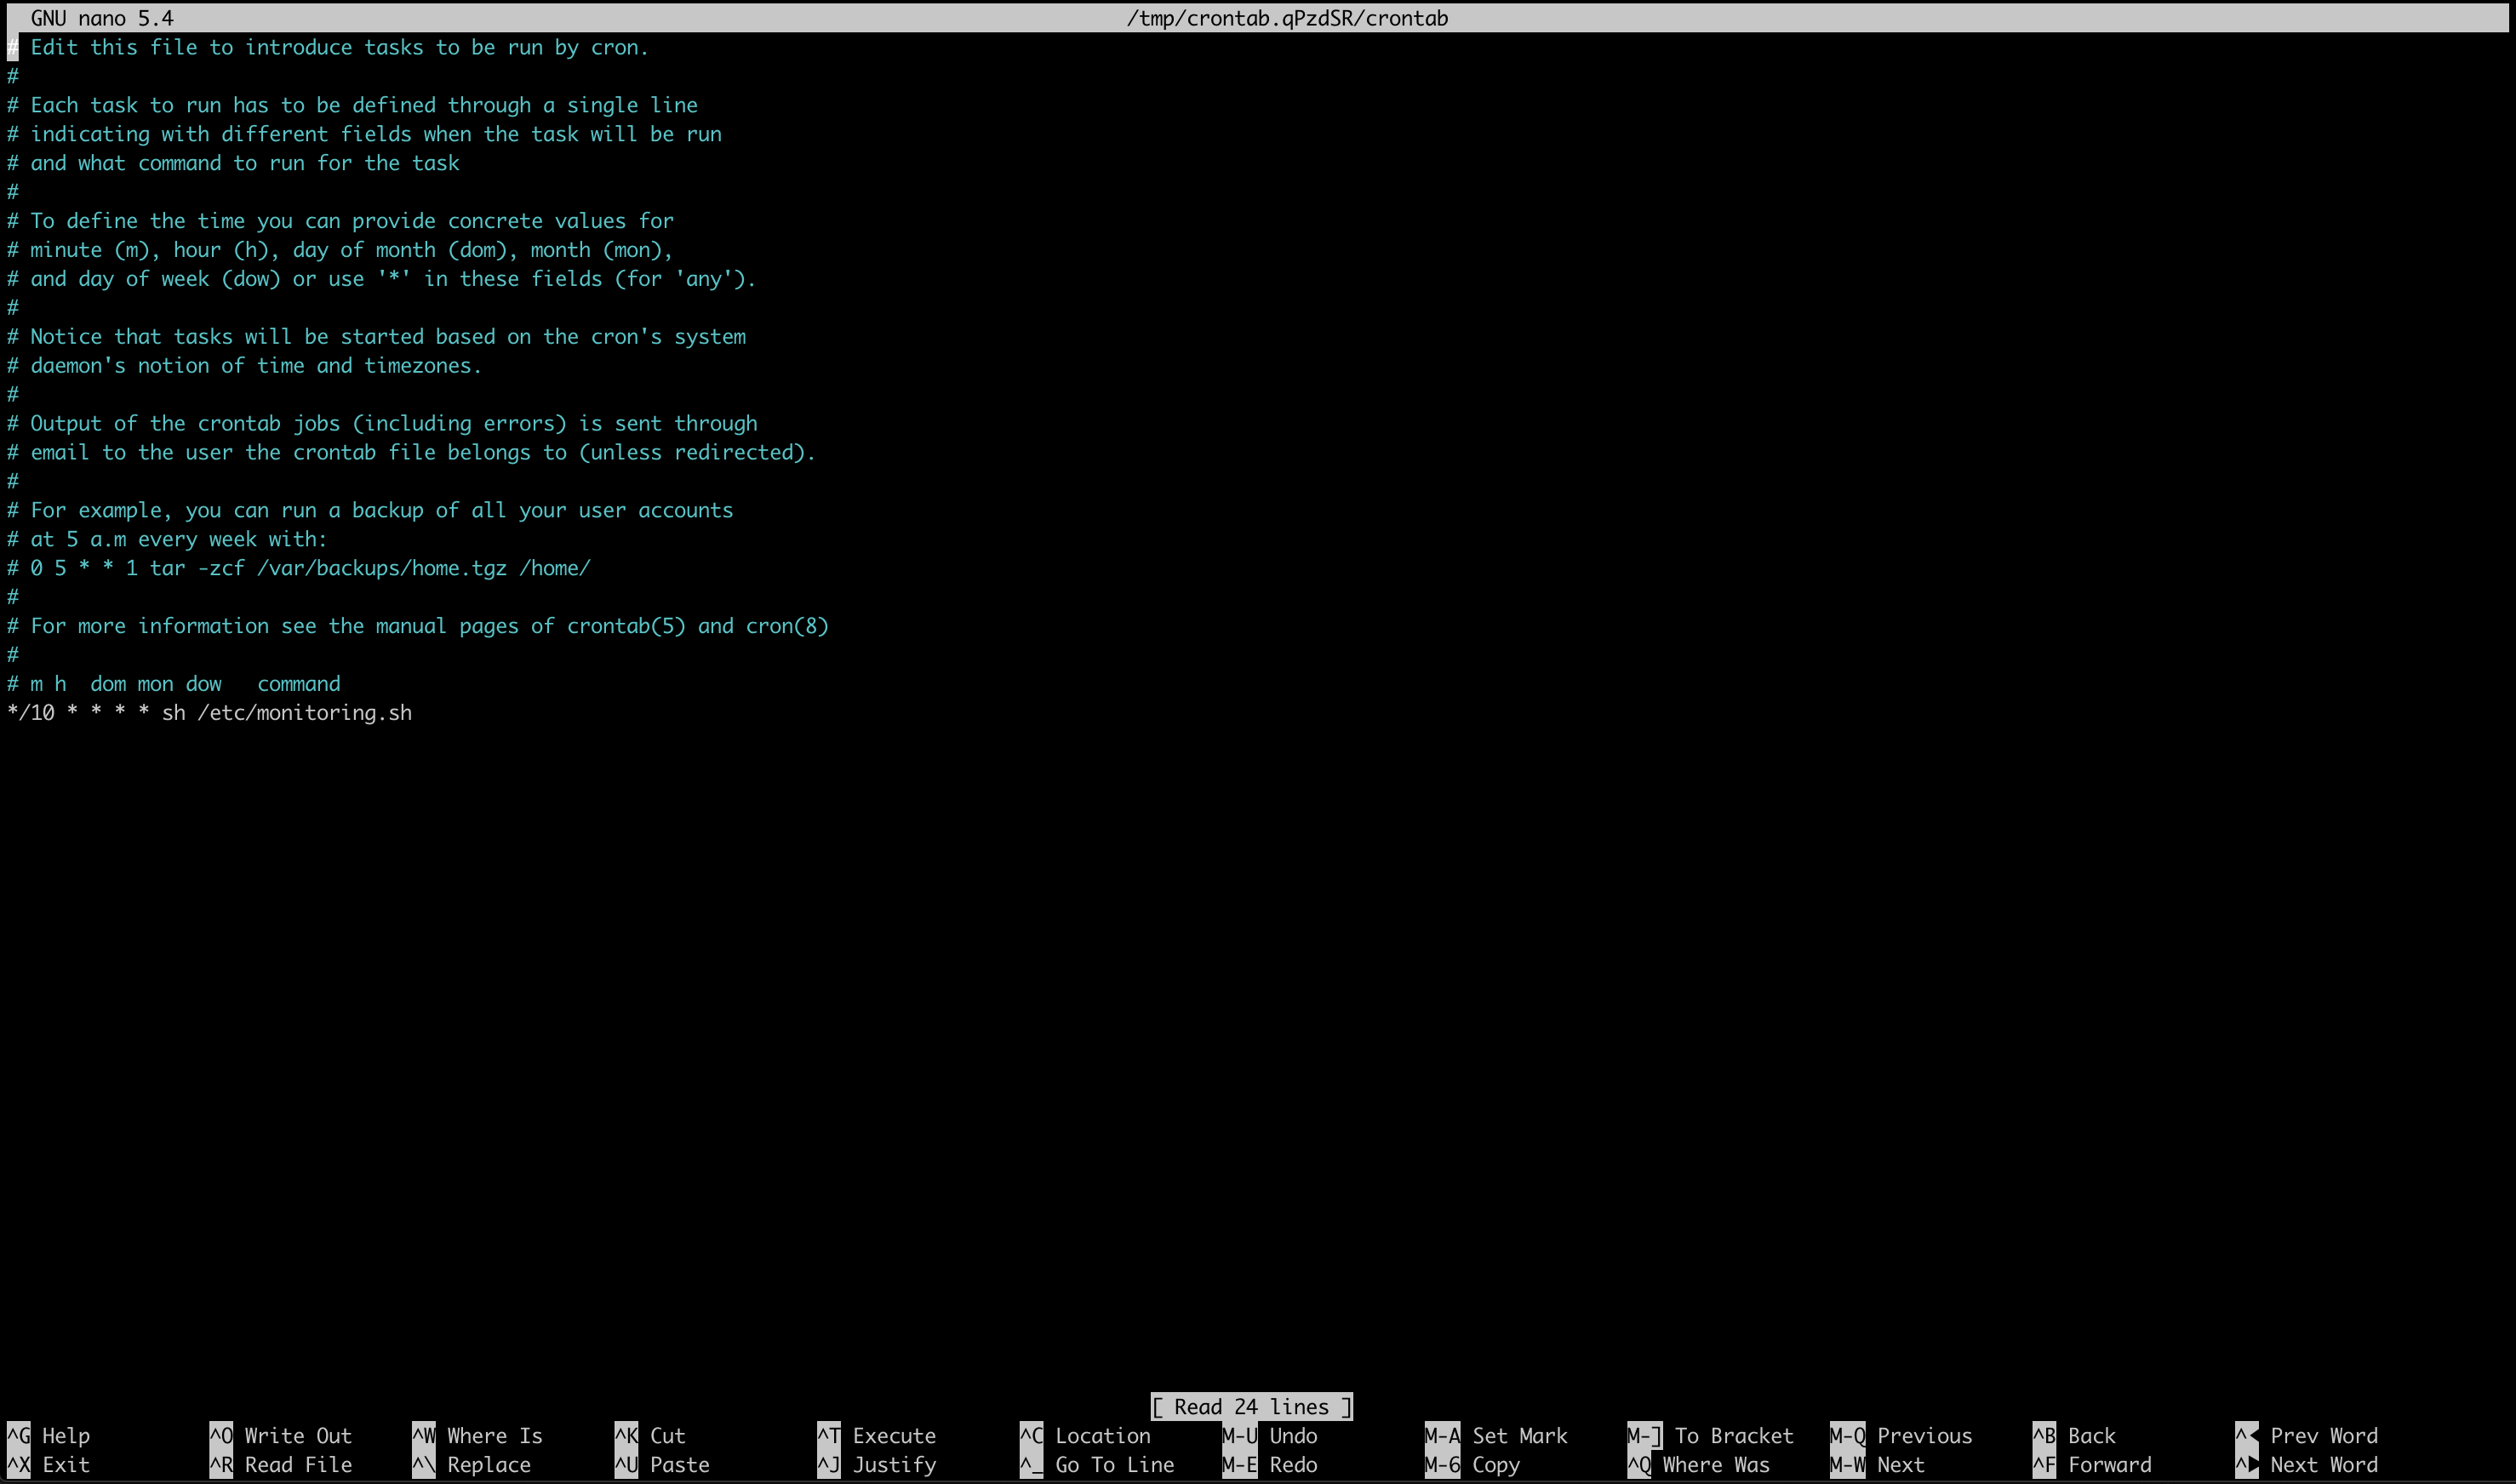 GNU nano 5.4 /tmp/crontab.qPzdSR/crontab
# Edit this file to introduce tasks to be run by cron.
#
# Each task to run has to be defined through a single line
# indicating with different fields when the task will be run
# and what command to run for the task
#
# To define the time you can provide concrete values for
# minute (m), hour (h), day of month (dom), month (mon),
# and day of week (dow) or use '*' in these fields (for 'any').
#
# Notice that tasks will be started based on the cron's system
# daemon's notion of time and timezones.
#
# Output of the crontab jobs (including errors) is sent through
# email to the user the crontab file belongs to (unless redirected).
#
# For example, you can run a backup of all your user accounts
# at 5 a.m every week with:
# 0 5 * * 1 tar -zcf /var/backups/home.tgz /home/
#
# For more information see the manual pages of crontab(5) and cron(8)
#
# m h  dom mon dow   command
*/10 * * * * sh /etc/monitoring.sh
[ Read 24 lines ]
^G Help ^O Write Out ^W Where Is ^K Cut ^T Execute ^C Location M-U Undo M-A Set Mark M-] To Bracket M-Q Previous ^B Back ^◀ Prev Word
^X Exit ^R Read File ^\ Replace ^U Paste ^J Justify ^_ Go To Line M-E Redo M-6 Copy ^Q Where Was M-W Next ^F Forward ^▶ Next Word